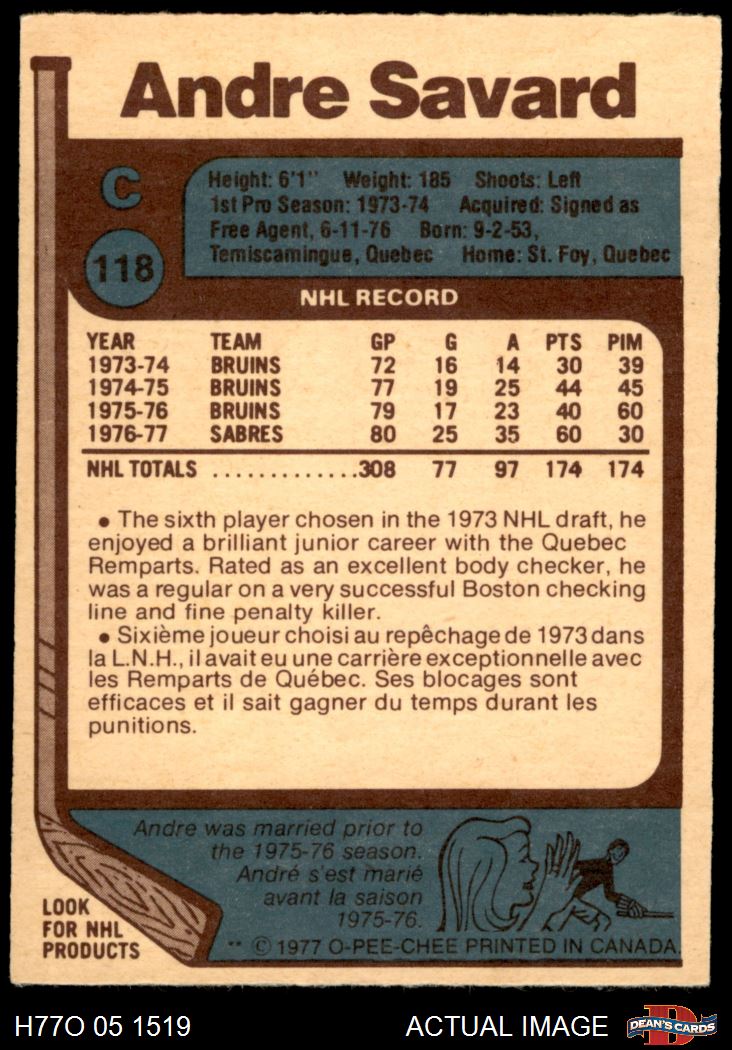 Andre Savard
C
118
Height: 6'1" Weight: 185 Shoots: Left
1st Pro Season: 1973-74 Acquired: Signed as
Free Agent, 6-11-76 Born: 9-2-53,
Temiscamingue, Quebec Home: St. Foy, Quebec
NHL RECORD
YEAR TEAM GP G A PTS PIM
1973-74 BRUINS 72 16 14 30 39
1974-75 BRUINS 77 19 25 44 45
1975-76 BRUINS 79 17 23 40 60
1976-77 SABRES 80 25 35 60 30
NHL TOTALS ..............308 77 97 174 174
• The sixth player chosen in the 1973 NHL draft, he
enjoyed a brilliant junior career with the Quebec
Remparts. Rated as an excellent body checker, he
was a regular on a very successful Boston checking
line and fine penalty killer.
• Sixième joueur choisi au repêchage de 1973 dans
la L.N.H., il avait eu une carrière exceptionnelle avec
les Remparts de Québec. Ses blocages sont
efficaces et il sait gagner du temps durant les
punitions.
Andre was married prior to
the 1975-76 season.
André s'est marié
avant la saison
1975-76.
LOOK
FOR NHL
PRODUCTS
** © 1977 O-PEE-CHEE PRINTED IN CANADA.
H77O 05 1519 ACTUAL IMAGE
D
DEAN'S CARDS